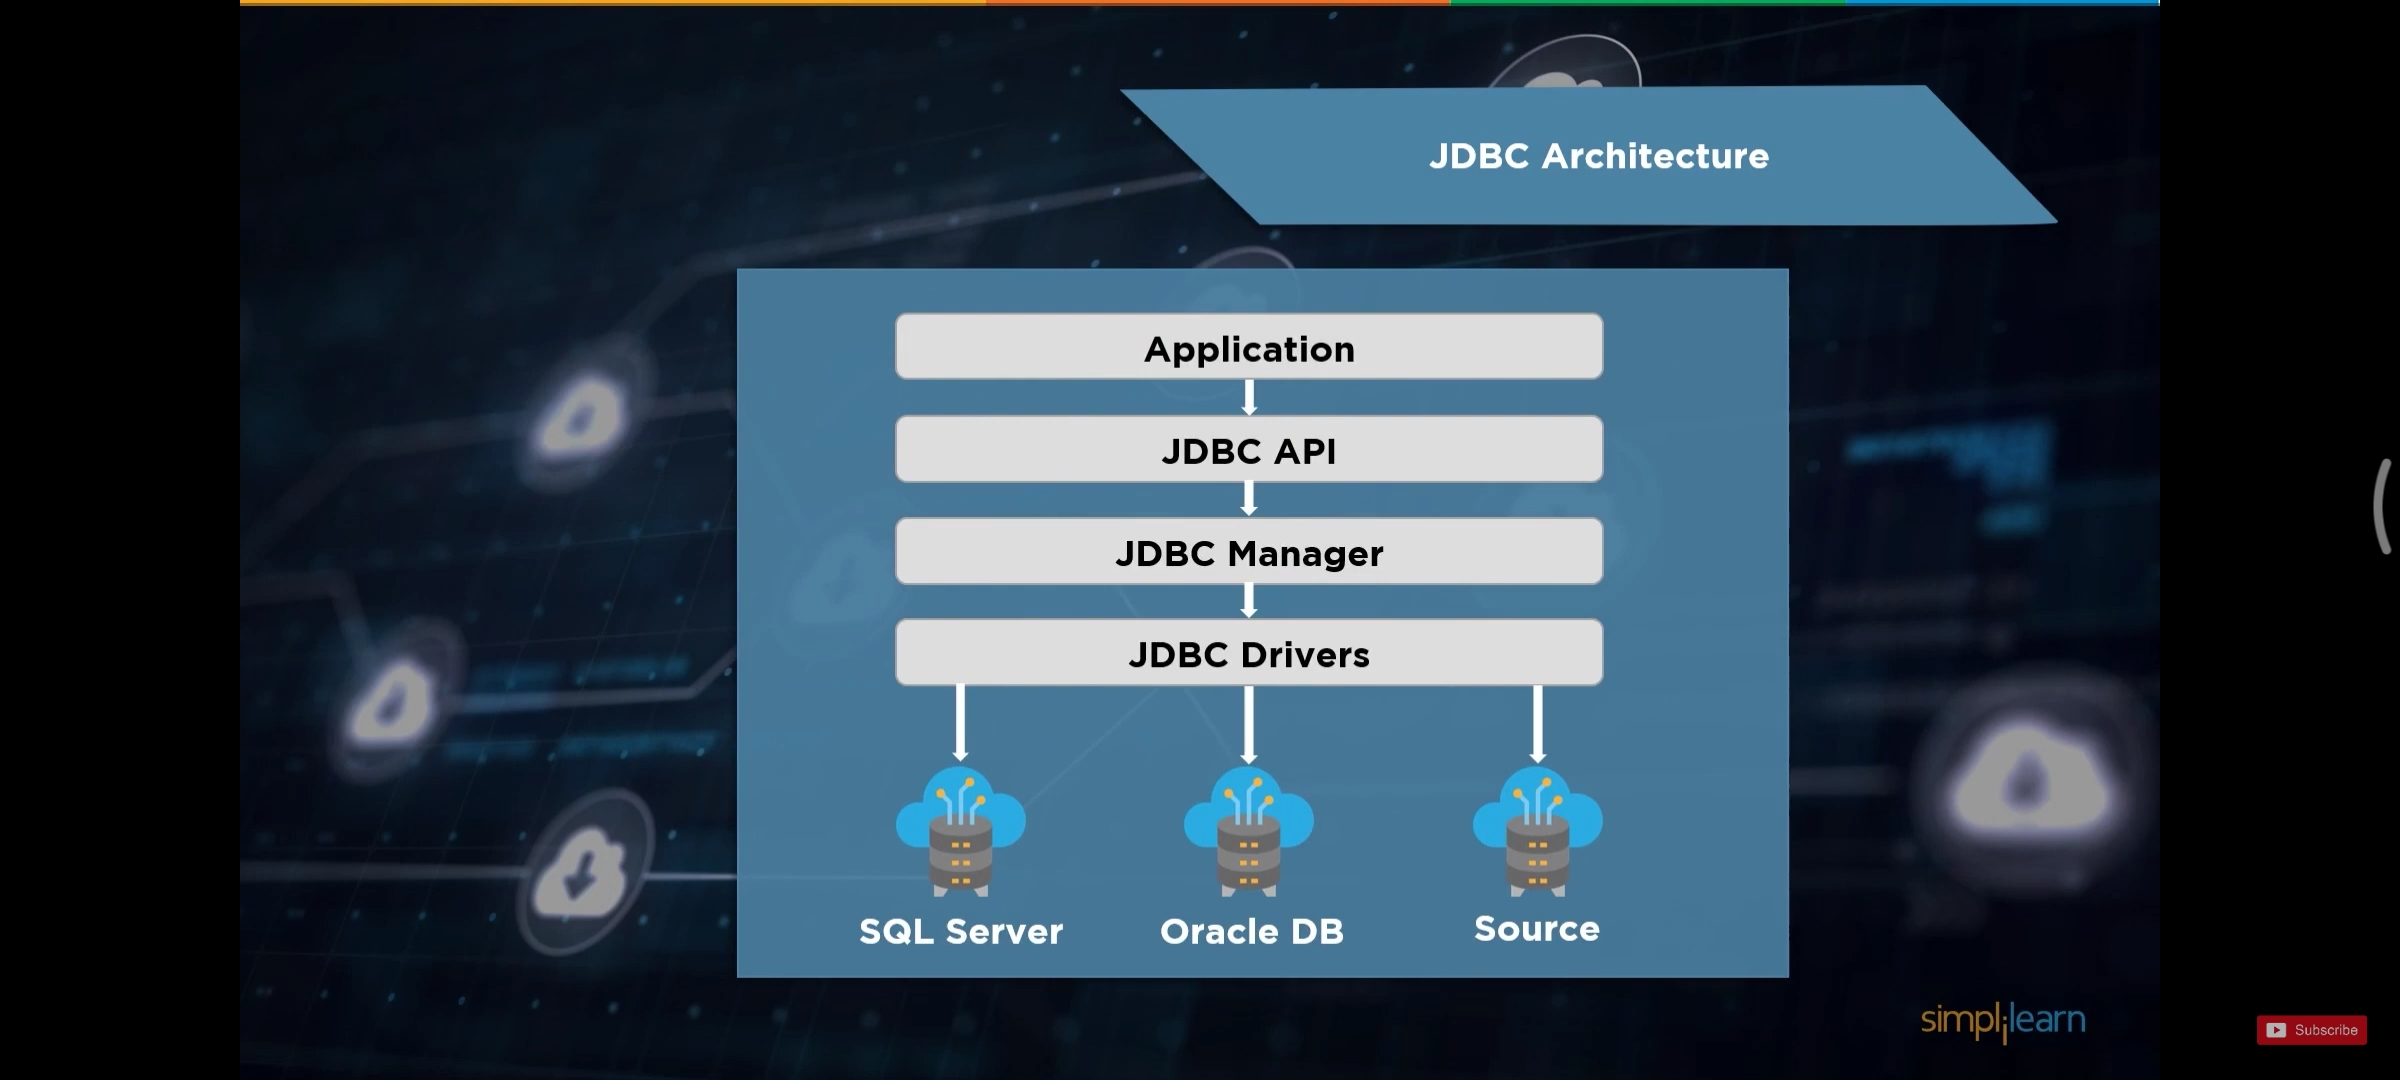 JDBC Architecture
Application
JDBC API
JDBC Manager
JDBC Drivers
SQL Server
Oracle DB
Source
simplilearn
Subscribe